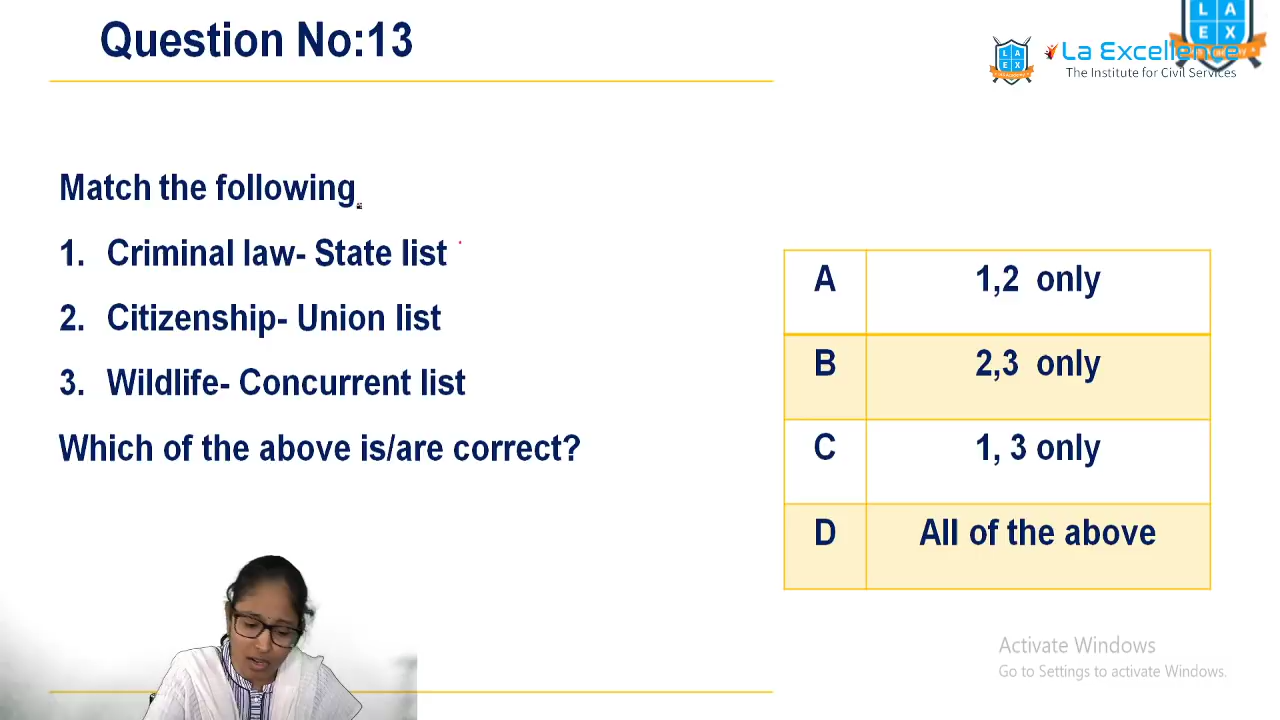 Question No:13
L A
E X
La Excellence
The Institute for Civil Services
L A
E X
Match the following
1. Criminal law- State list
2. Citizenship- Union list
3. Wildlife- Concurrent list
Which of the above is/are correct?
A 1,2 only
B 2,3 only
C 1, 3 only
D All of the above
Activate Windows
Go to Settings to activate Windows.